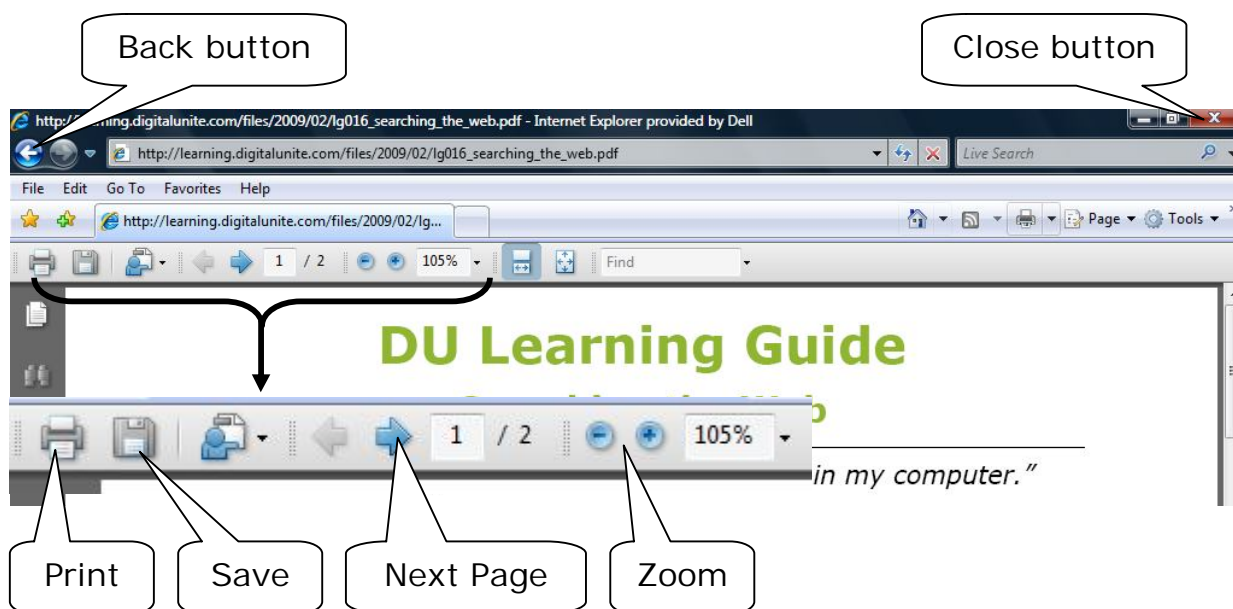 Back button
Close button
http://learning.digitalunite.com/files/2009/02/lg016_searching_the_web.pdf - Internet Explorer provided by Dell
http://learning.digitalunite.com/files/2009/02/lg016_searching_the_web.pdf
Live Search
File Edit Go To Favorites Help
http://learning.digitalunite.com/files/2009/02/lg...
Page Tools
1 / 2 105% Find
DU Learning Guide
1 / 2 105%
in my computer."
Print Save Next Page Zoom